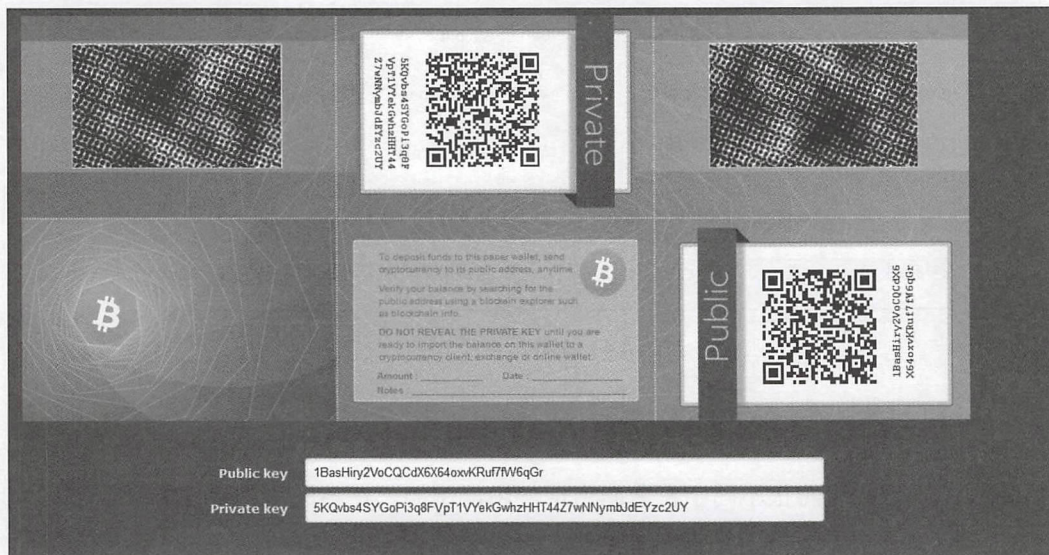 5KQvbs4SYGoPi3q8F
VpT1VYekGwhzHHT44
Z7wNNymbJdEYzc2UY
Private
To deposit funds to this paper wallet, send
cryptocurrency to its public address, anytime
Verify your balance by searching for the
public address using a blockchain explorer such
as blockchain.info.
DO NOT REVEAL THE PRIVATE KEY until you are
ready to import the balance on this wallet to a
cryptocurrency client, exchange or online wallet.
Amount : Date :
Notes :
Public
1BasHiry2VoCQCdX6
X64oxvKRuf7fW6qGr
Public key 1BasHiry2VoCQCdX6X64oxvKRuf7fW6qGr
Private key 5KQvbs4SYGoPi3q8FVpT1VYekGwhzHHT44Z7wNNymbJdEYzc2UY